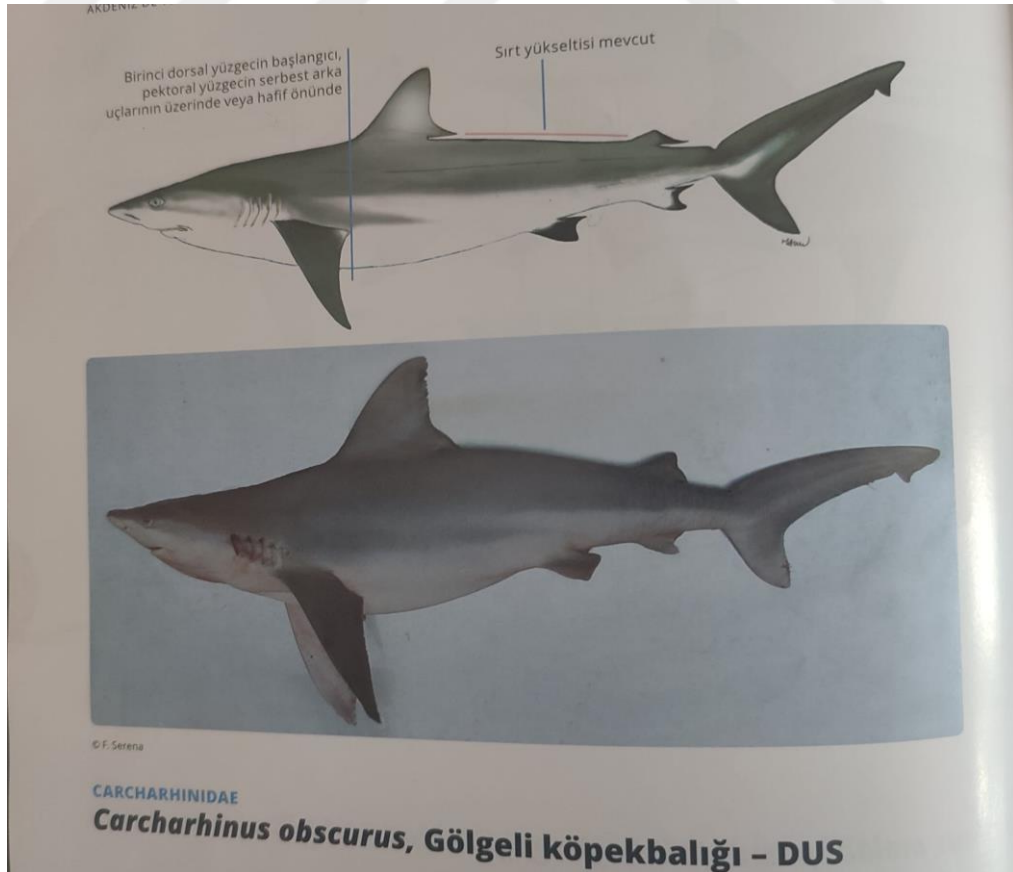 AKDENİZ
Birinci dorsal yüzgecin başlangıcı,
pektoral yüzgecin serbest arka
uçlarının üzerinde veya hafif önünde
Sırt yükseltisi mevcut
© F. Serena
CARCHARHINIDAE
Carcharhinus obscurus, Gölgeli köpekbalığı – DUS